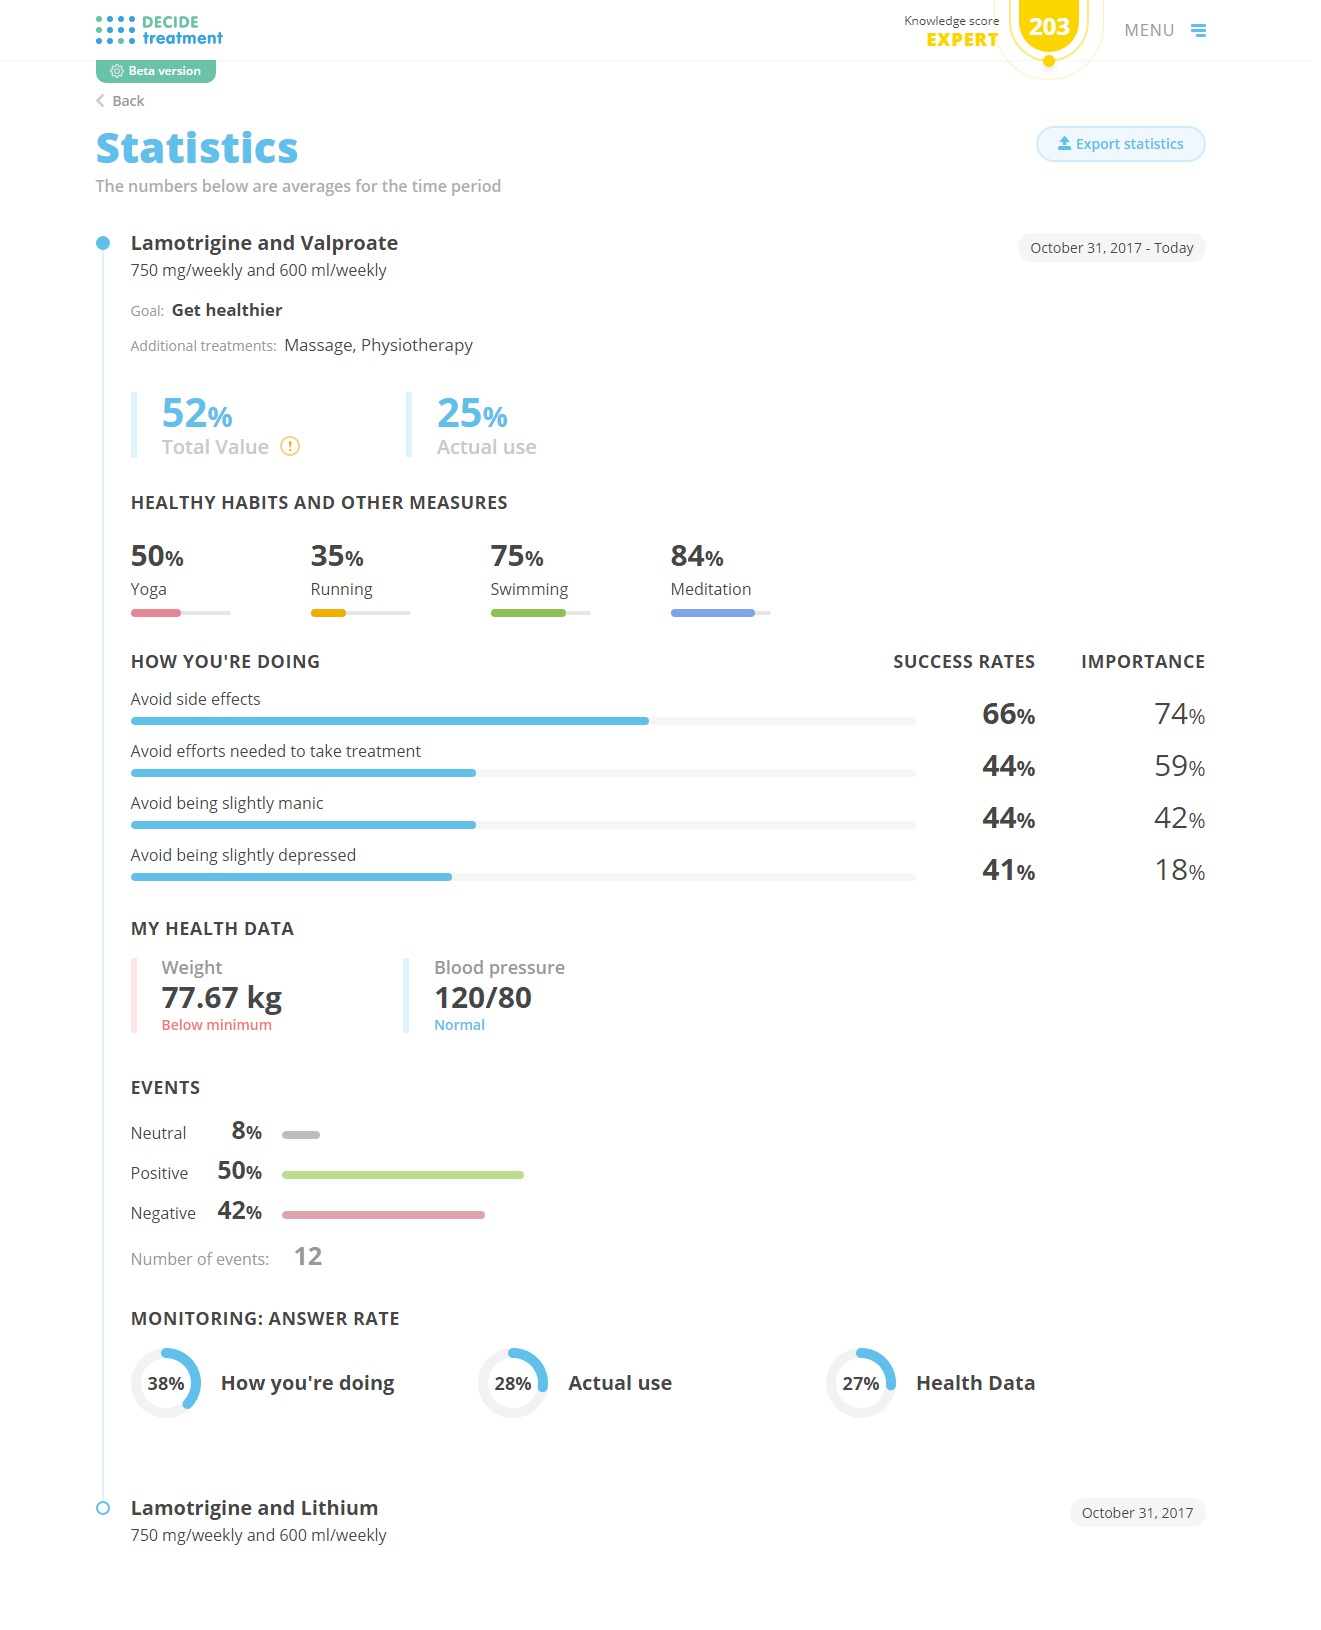 DECIDE
treatment
Knowledge score
EXPERT
203
MENU
Beta version
Back
Statistics
Export statistics
The numbers below are averages for the time period
Lamotrigine and Valproate
October 31, 2017 - Today
750 mg/weekly and 600 ml/weekly
Goal: Get healthier
Additional treatments: Massage, Physiotherapy
52% 25%
Total Value ! Actual use
HEALTHY HABITS AND OTHER MEASURES
50% 35% 75% 84%
Yoga Running Swimming Meditation
HOW YOU'RE DOING SUCCESS RATES IMPORTANCE
Avoid side effects 66% 74%
Avoid efforts needed to take treatment 44% 59%
Avoid being slightly manic 44% 42%
Avoid being slightly depressed 41% 18%
MY HEALTH DATA
Weight Blood pressure
77.67 kg 120/80
Below minimum Normal
EVENTS
Neutral 8%
Positive 50%
Negative 42%
Number of events: 12
MONITORING: ANSWER RATE
38% How you're doing 28% Actual use 27% Health Data
Lamotrigine and Lithium October 31, 2017
750 mg/weekly and 600 ml/weekly